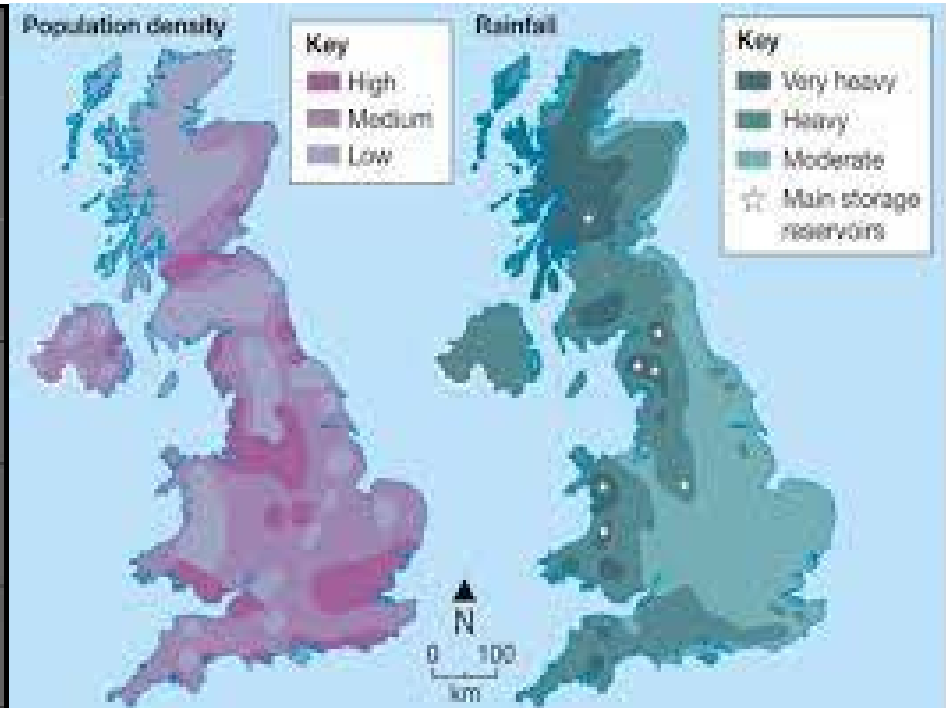 Population density
Key
High
Medium
Low
Rainfall
Key
Very heavy
Heavy
Moderate
Main storage
reservoirs
N
0 100
km